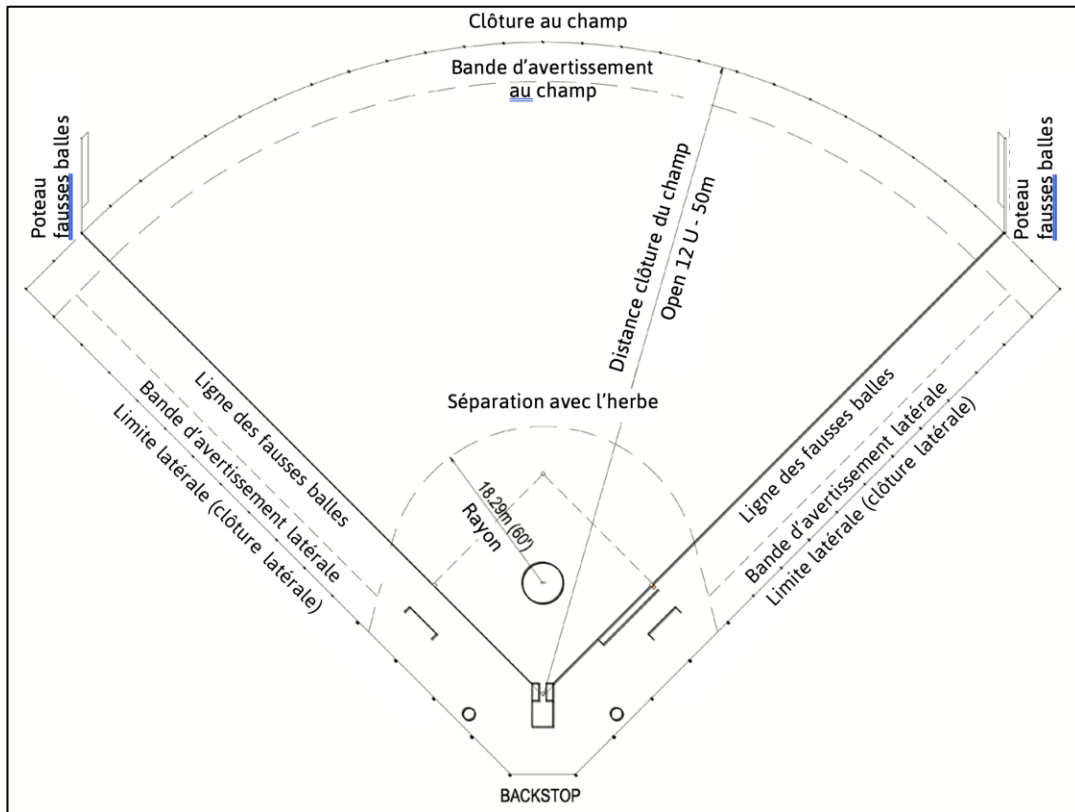 Clôture au champ
Bande d'avertissement
au champ
Poteau
fausses balles
Poteau
fausses balles
Distance clôture du champ
Open 12 U - 50m
Séparation avec l'herbe
18.29m (60')
Rayon
Ligne des fausses balles
Bande d'avertissement latérale
Limite latérale (clôture latérale)
Ligne des fausses balles
Bande d'avertissement latérale
Limite latérale (clôture latérale)
BACKSTOP